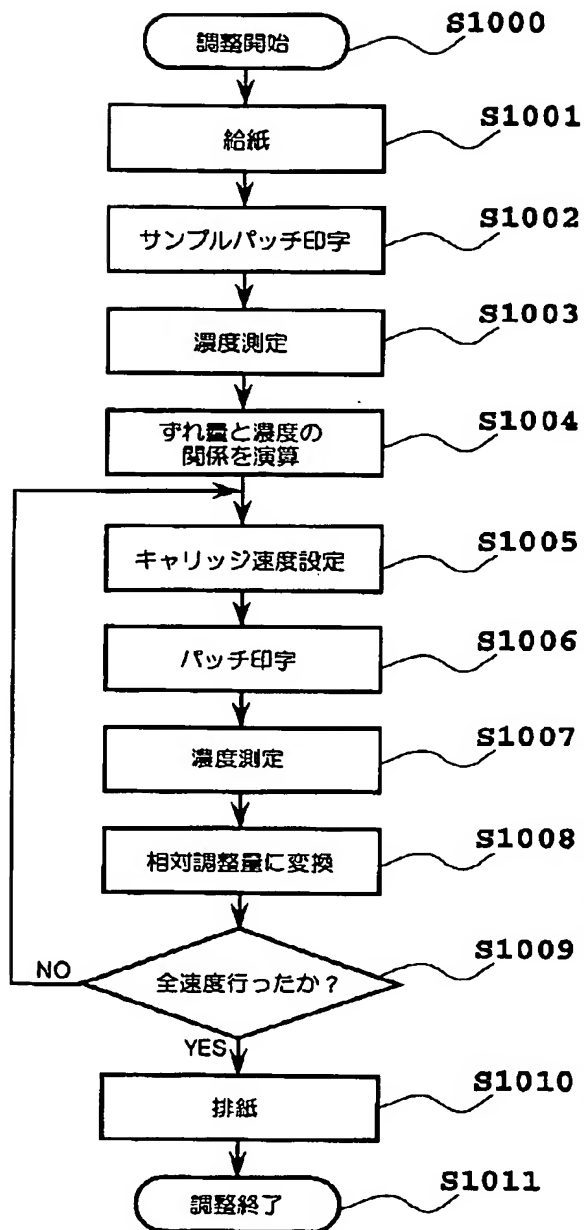 調整開始
S1000
給紙
S1001
サンプルパッチ印字
S1002
濃度測定
S1003
ずれ量と濃度の
関係を演算
S1004
キャリッジ速度設定
S1005
パッチ印字
S1006
濃度測定
S1007
相対調整量に変換
S1008
全速度行ったか？
S1009
NO
YES
排紙
S1010
調整終了
S1011